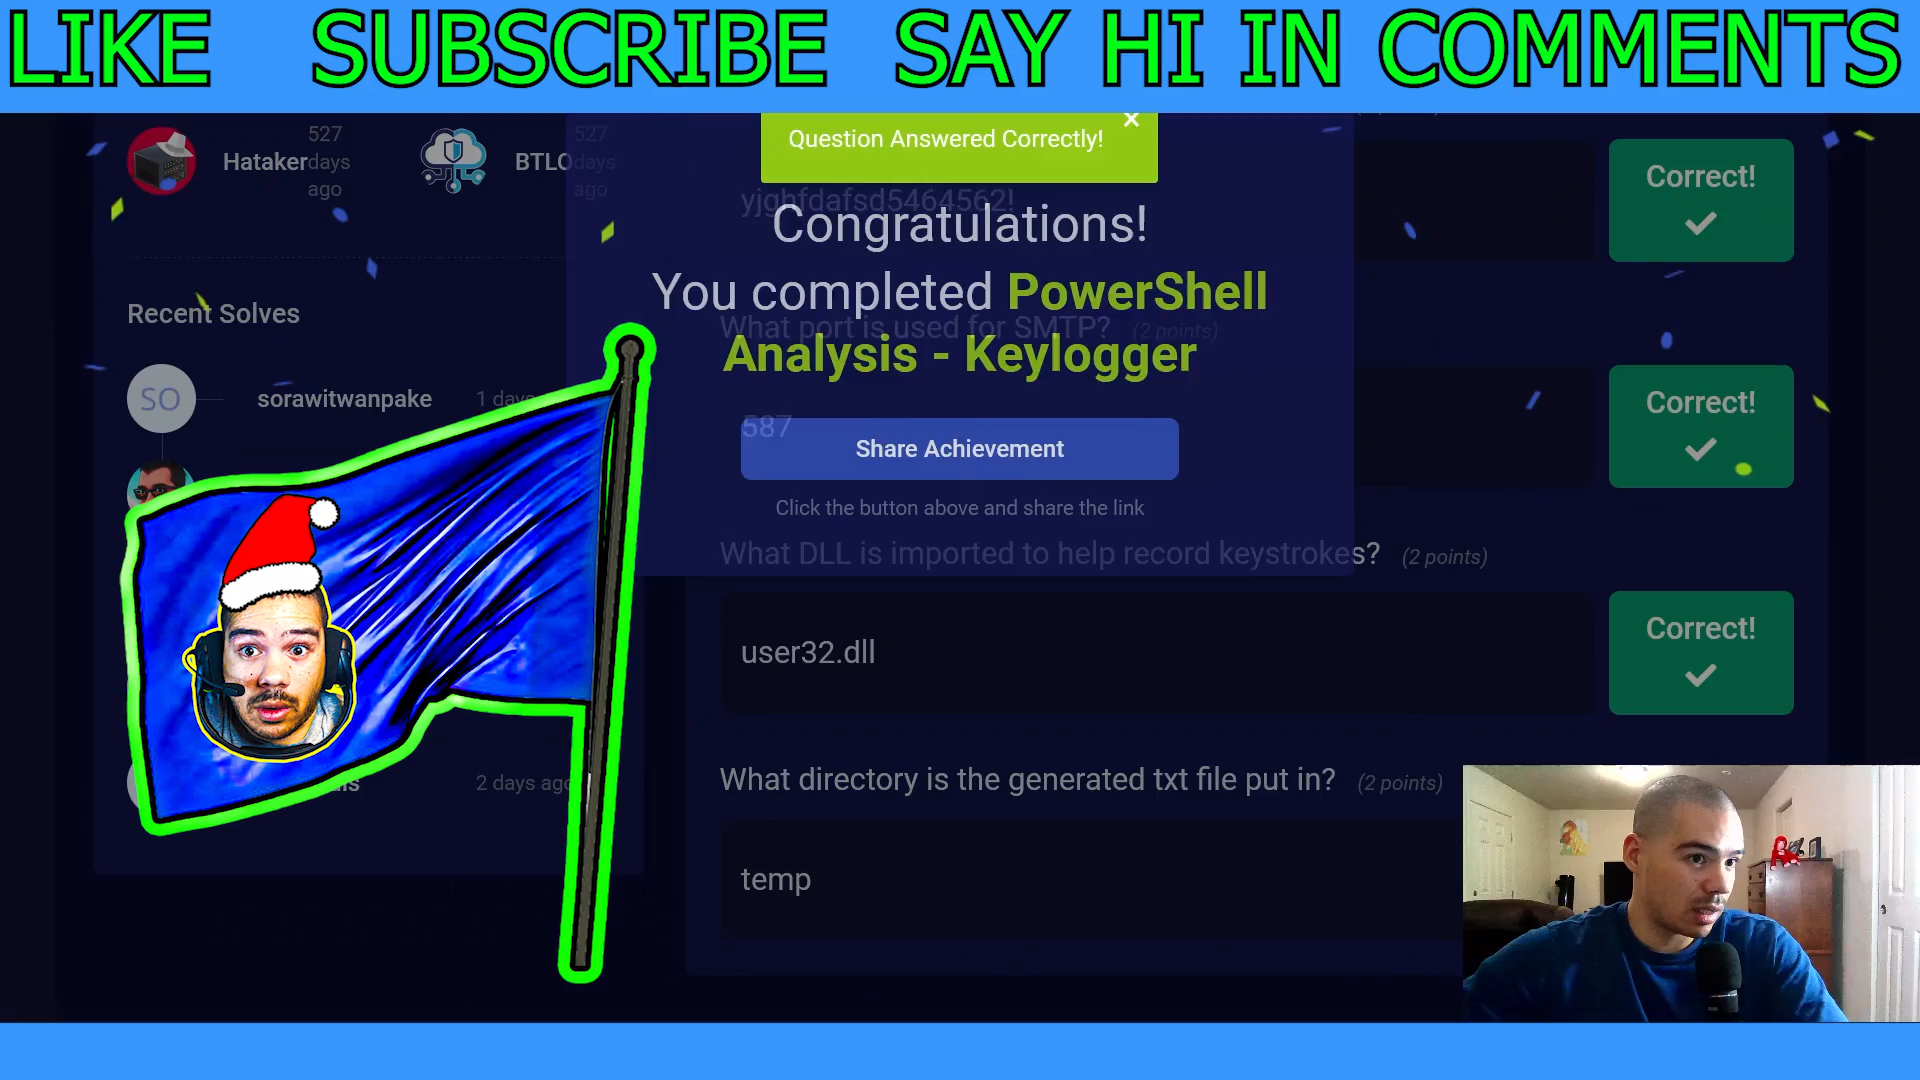 LIKE SUBSCRIBE SAY HI IN COMMENTS
Question Answered Correctly!
×
Hataker
527
days
ago
BTLO
527
days
ago
yjghfdafsd5464562!
Correct!
Congratulations!
You completed PowerShell
Analysis - Keylogger
Recent Solves
What port is used for SMTP? (2 points)
SO
sorawitwanpake
1 days
587
Correct!
Share Achievement
Click the button above and share the link
What DLL is imported to help record keystrokes? (2 points)
user32.dll
Correct!
2 days ago
What directory is the generated txt file put in? (2 points)
temp